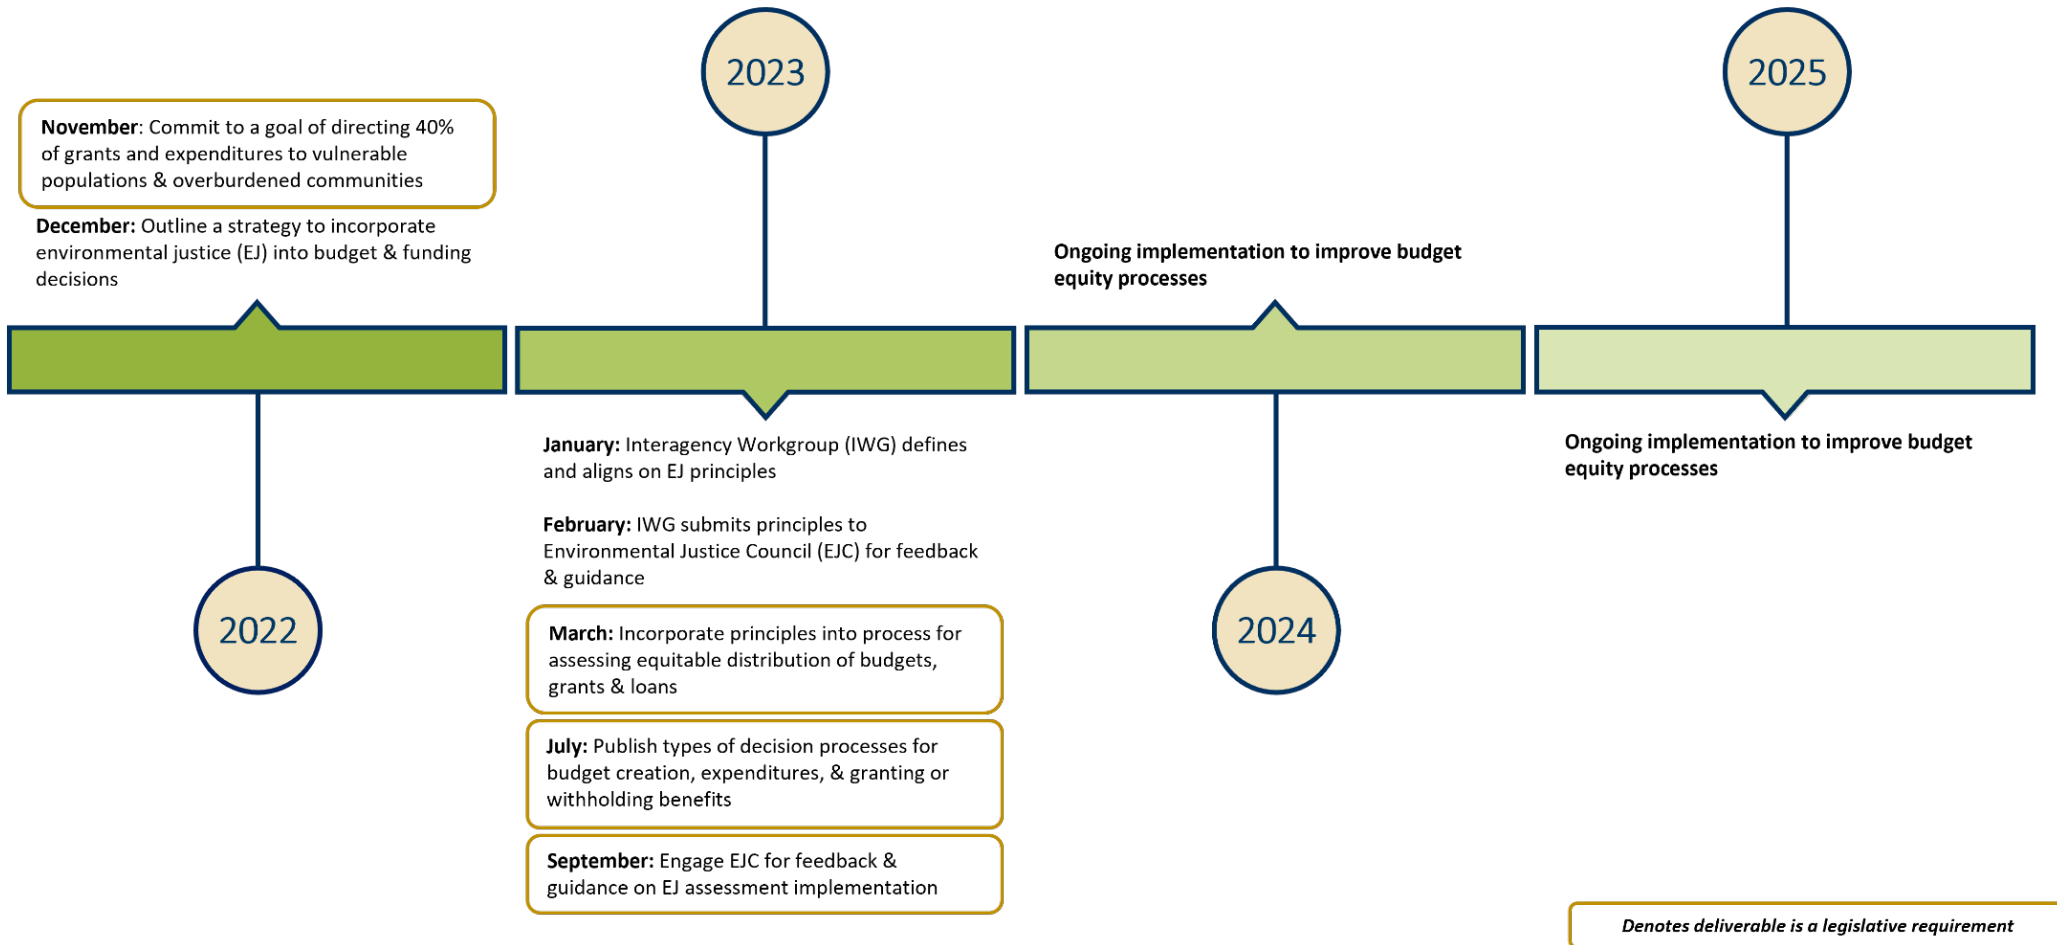 November: Commit to a goal of directing 40%
of grants and expenditures to vulnerable
populations & overburdened communities
December: Outline a strategy to incorporate
environmental justice (EJ) into budget & funding
decisions
2022
2023
January: Interagency Workgroup (IWG) defines
and aligns on EJ principles
February: IWG submits principles to
Environmental Justice Council (EJC) for feedback
& guidance
March: Incorporate principles into process for
assessing equitable distribution of budgets,
grants & loans
July: Publish types of decision processes for
budget creation, expenditures, & granting or
withholding benefits
September: Engage EJC for feedback &
guidance on EJ assessment implementation
Ongoing implementation to improve budget
equity processes
2024
2025
Ongoing implementation to improve budget
equity processes
Denotes deliverable is a legislative requirement